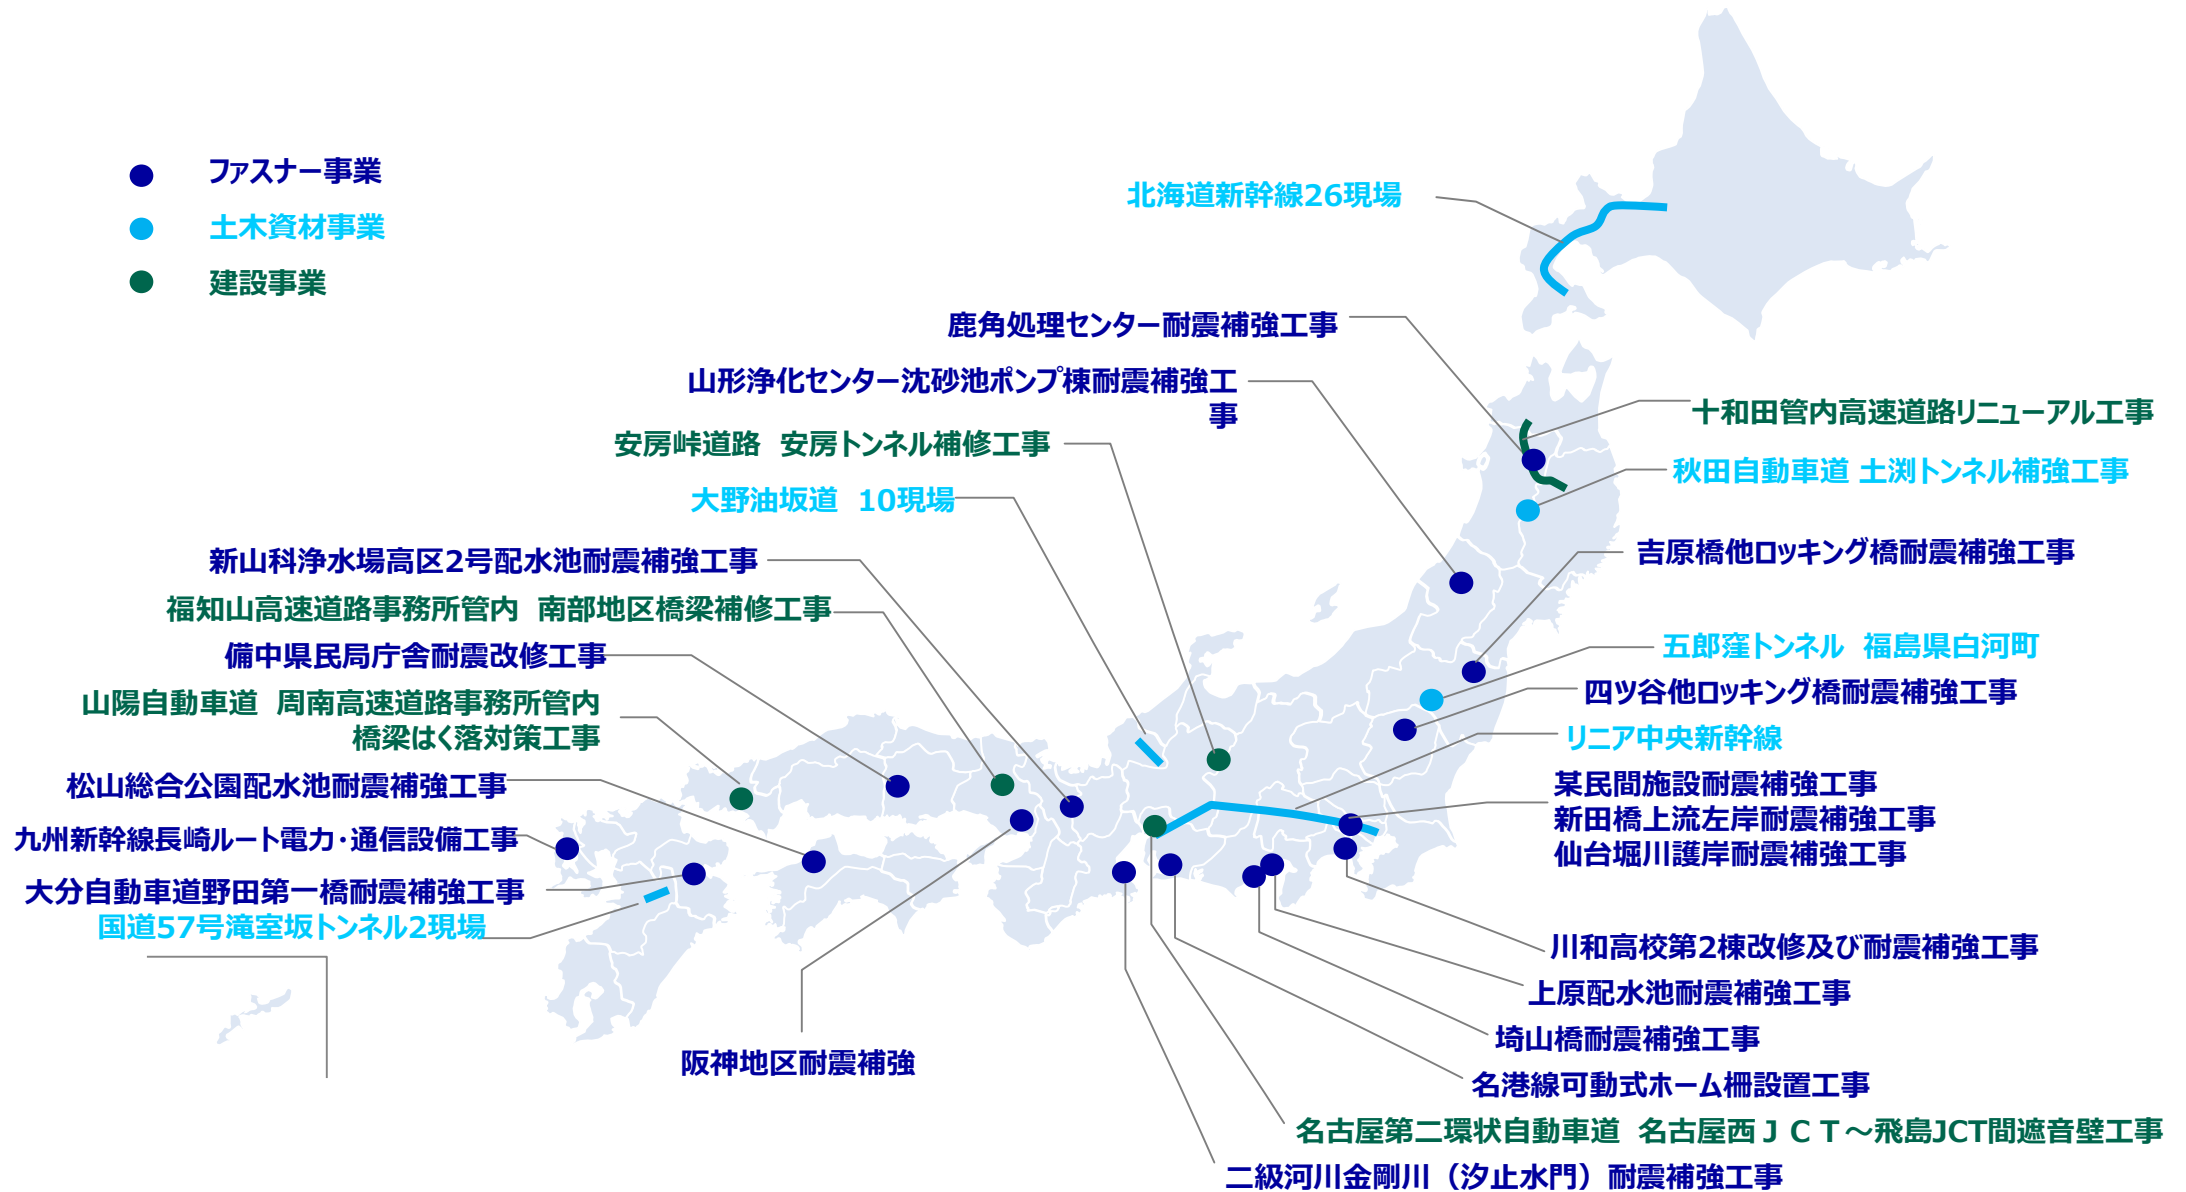 ファスナー事業
土木資材事業
建設事業
北海道新幹線26現場
鹿角処理センター耐震補強工事
山形浄化センター沈砂池ポンプ棟耐震補強工
事
安房峠道路　安房トンネル補修工事
大野油坂道　10現場
新山科浄水場高区2号配水池耐震補強工事
福知山高速道路事務所管内　南部地区橋梁補修工事
備中県民局庁舎耐震改修工事
山陽自動車道　周南高速道路事務所管内
橋梁はく落対策工事
松山総合公園配水池耐震補強工事
九州新幹線長崎ルート電力・通信設備工事
大分自動車道野田第一橋耐震補強工事
国道57号滝室坂トンネル2現場
阪神地区耐震補強
十和田管内高速道路リニューアル工事
秋田自動車道 土渕トンネル補強工事
吉原橋他ロッキング橋耐震補強工事
五郎窪トンネル　福島県白河町
四ツ谷他ロッキング橋耐震補強工事
リニア中央新幹線
某民間施設耐震補強工事
新田橋上流左岸耐震補強工事
仙台堀川護岸耐震補強工事
川和高校第2棟改修及び耐震補強工事
上原配水池耐震補強工事
埼山橋耐震補強工事
名港線可動式ホーム柵設置工事
名古屋第二環状自動車道　名古屋西ＪＣＴ～飛島JCT間遮音壁工事
二級河川金剛川（汐止水門）耐震補強工事